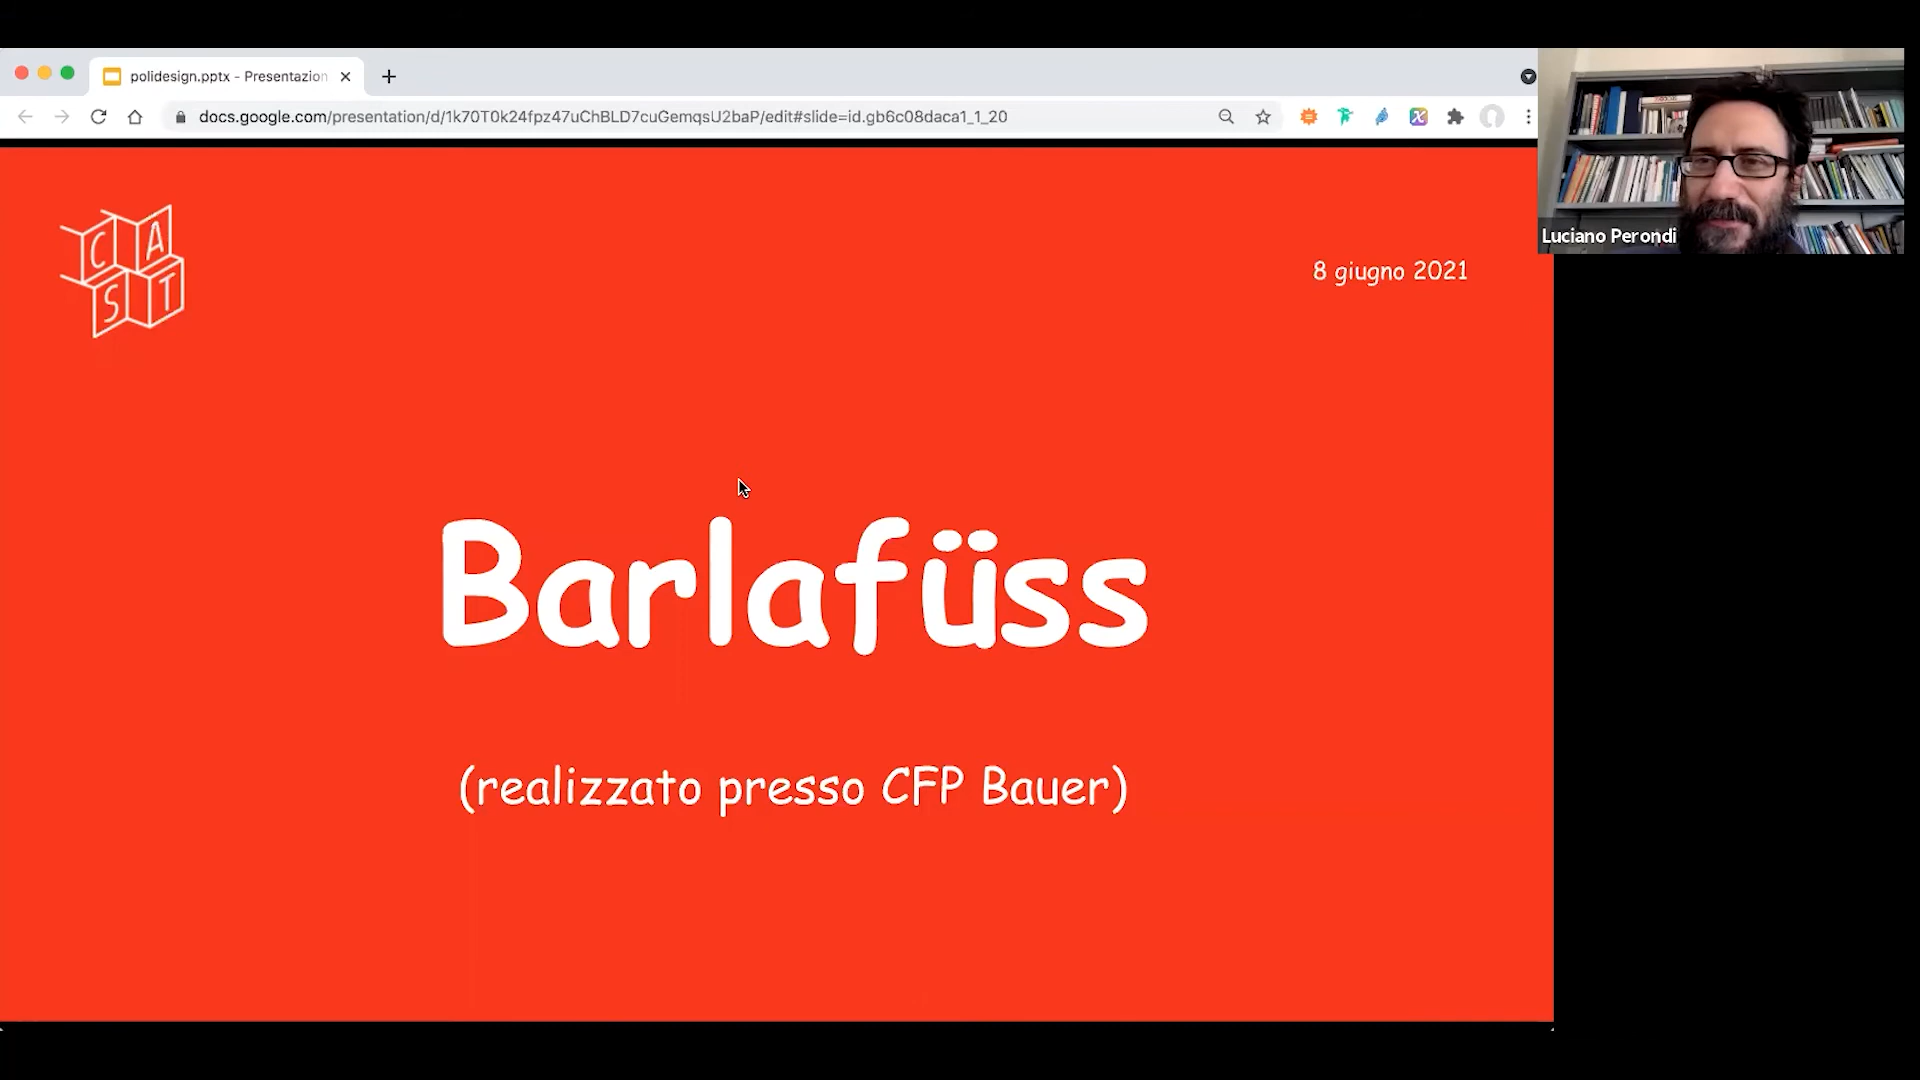 polidesign.pptx - Presentazion
docs.google.com/presentation/d/1k70T0k24fpz47uChBLD7cuGemqsU2baP/edit#slide=id.gb6c08daca1_1_20
Luciano Perondi
CAST
8 giugno 2021
Barlafüss
(realizzato presso CFP Bauer)